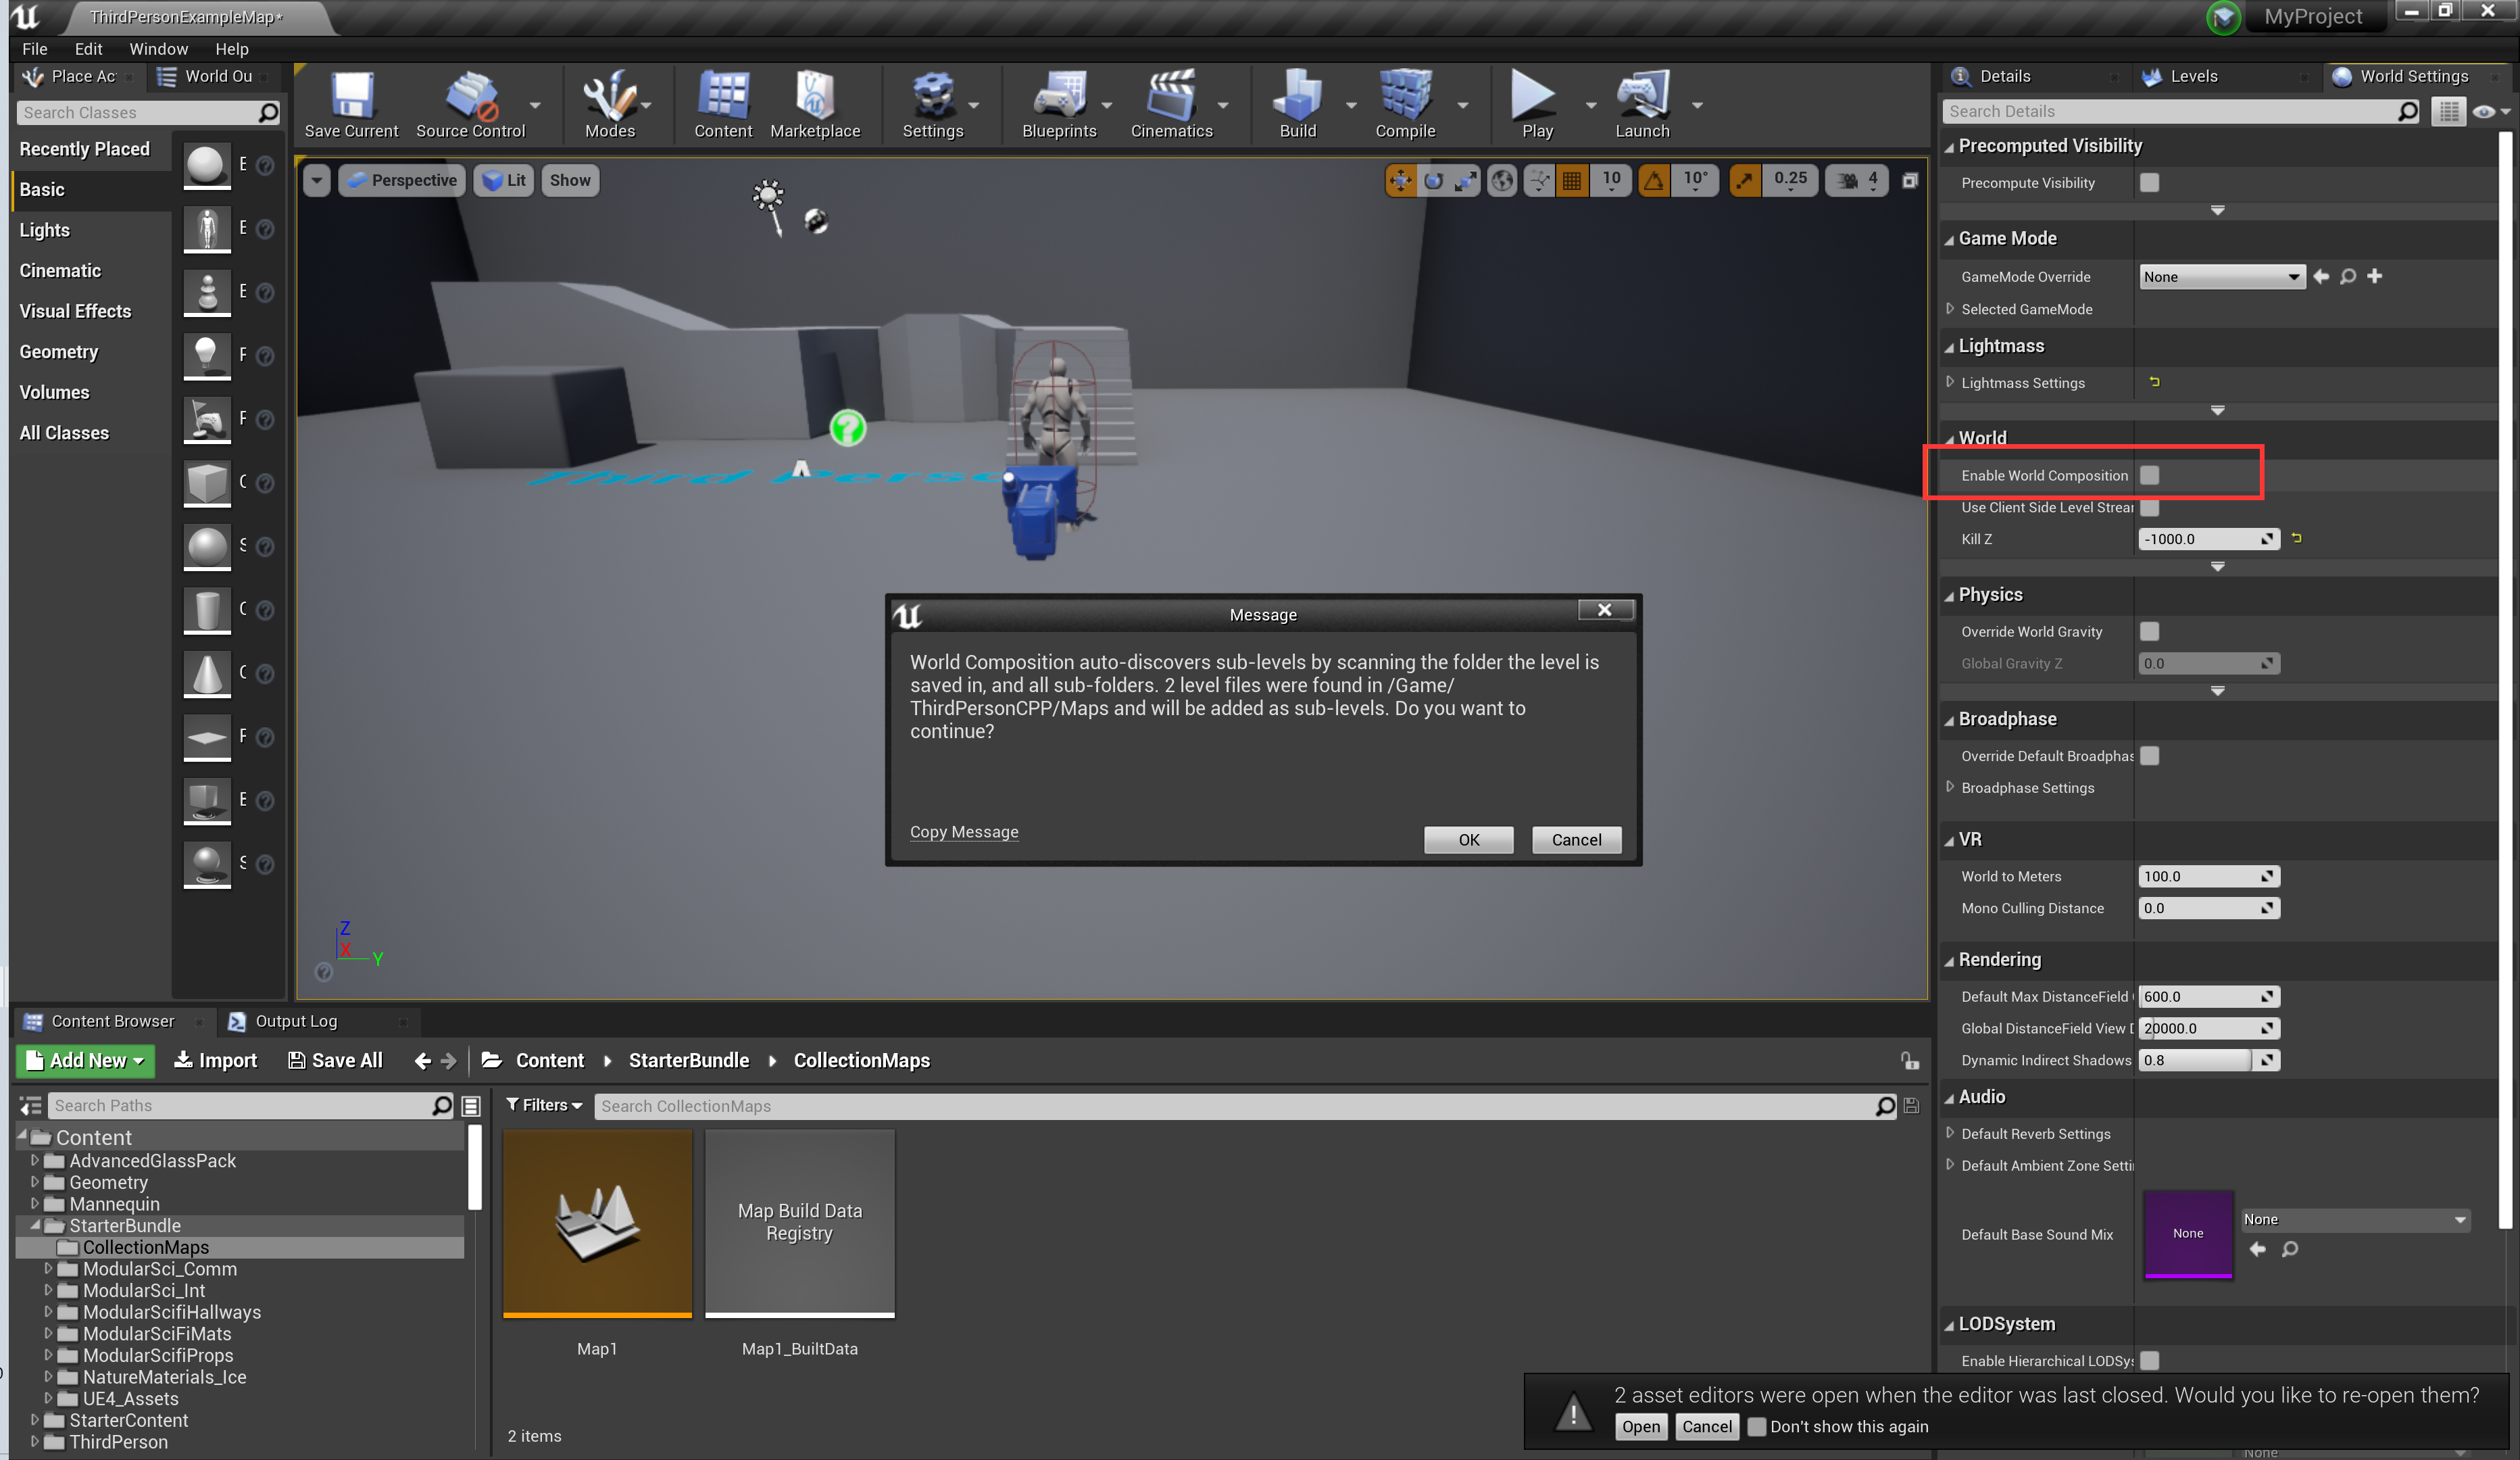 ThirdPersonExampleMap*
MyProject
File Edit Window Help
Place Ac
World Ou
Search Classes
Recently Placed
Basic
Lights
Cinematic
Visual Effects
Geometry
Volumes
All Classes
E
E
E
P
P
C
S
C
C
P
E
S
Save Current
Source Control
Modes
Content
Marketplace
Settings
Blueprints
Cinematics
Build
Compile
Play
Launch
Perspective
Lit
Show
10
10°
0.25
4
Third Perso
Z
X
Y
Message
World Composition auto-discovers sub-levels by scanning the folder the level is
saved in, and all sub-folders. 2 level files were found in /Game/
ThirdPersonCPP/Maps and will be added as sub-levels. Do you want to
continue?
Copy Message
OK
Cancel
Details
Levels
World Settings
Search Details
Precomputed Visibility
Precompute Visibility
Game Mode
GameMode Override
None
Selected GameMode
Lightmass
Lightmass Settings
World
Enable World Composition
Use Client Side Level Strear
Kill Z
-1000.0
Physics
Override World Gravity
Global Gravity Z
0.0
Broadphase
Override Default Broadphas
Broadphase Settings
VR
World to Meters
100.0
Mono Culling Distance
0.0
Rendering
Default Max DistanceField
600.0
Global DistanceField View D
20000.0
Dynamic Indirect Shadows
0.8
Audio
Default Reverb Settings
Default Ambient Zone Setti
Default Base Sound Mix
None
None
LODSystem
Enable Hierarchical LODSys
None
Content Browser
Output Log
Add New
Import
Save All
Content
StarterBundle
CollectionMaps
Search Paths
Filters
Search CollectionMaps
Content
AdvancedGlassPack
Geometry
Mannequin
StarterBundle
CollectionMaps
ModularSci_Comm
ModularSci_Int
ModularScifiHallways
ModularSciFiMats
ModularScifiProps
NatureMaterials_Ice
UE4_Assets
StarterContent
ThirdPerson
Map Build Data
Registry
Map1
Map1_BuiltData
2 items
2 asset editors were open when the editor was last closed. Would you like to re-open them?
Open
Cancel
Don't show this again